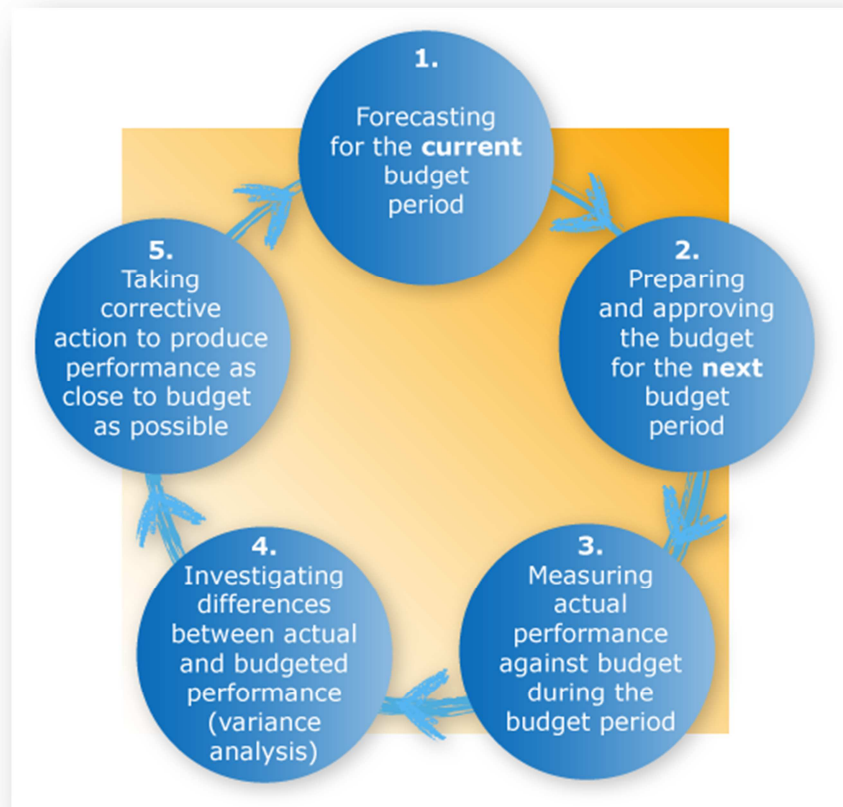 1.
Forecasting
for the current
budget
period
2.
Preparing
and approving
the budget
for the next
budget
period
3.
Measuring
actual
performance
against budget
during the
budget period
4.
Investigating
differences
between actual
and budgeted
performance
(variance
analysis)
5.
Taking
corrective
action to produce
performance as
close to budget
as possible